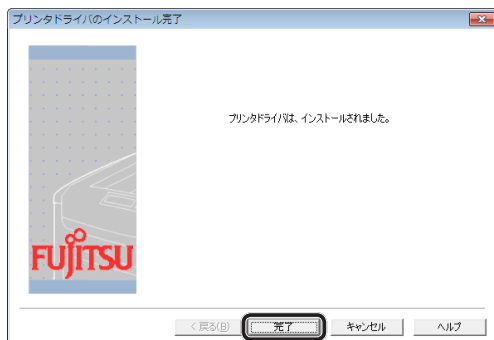 プリンタドライバのインストール完了
プリンタドライバは、インストールされました。
FUJITSU
< 戻る(B) 完了 キャンセル ヘルプ